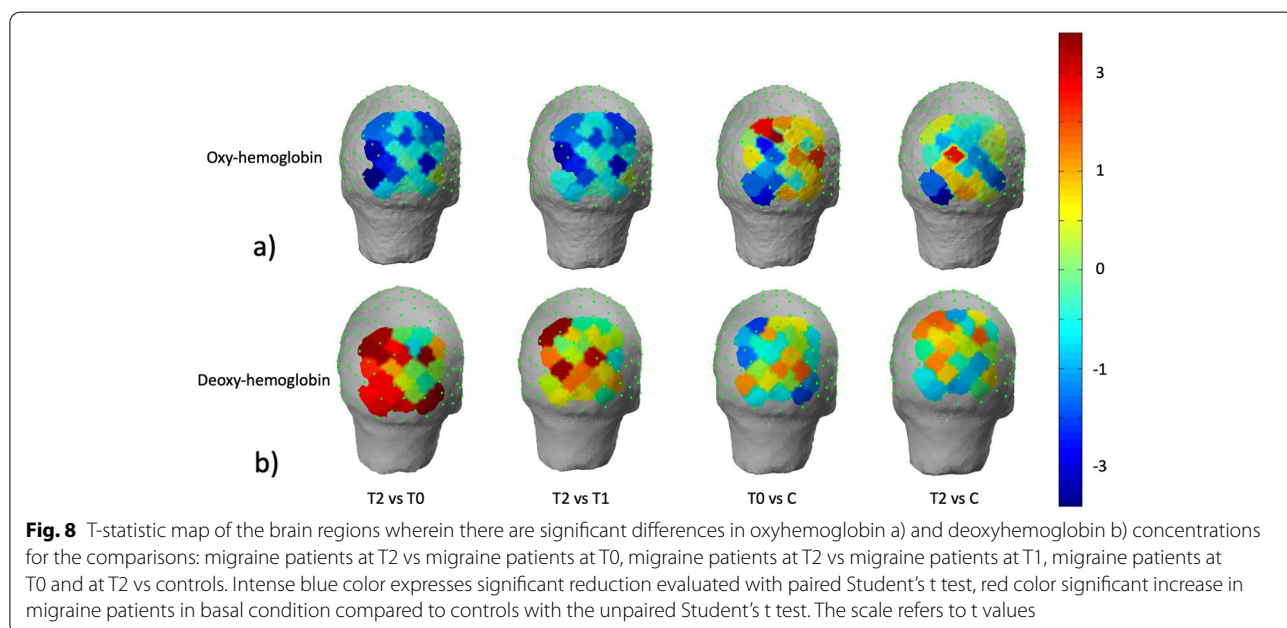 Oxy-hemoglobin
a)
Deoxy-hemoglobin
b)
T2 vs T0
T2 vs T1
T0 vs C
T2 vs C
3
1
0
-1
-3
Fig. 8 T-statistic map of the brain regions wherein there are significant differences in oxyhemoglobin a) and deoxyhemoglobin b) concentrations
for the comparisons: migraine patients at T2 vs migraine patients at T0, migraine patients at T2 vs migraine patients at T1, migraine patients at
T0 and at T2 vs controls. Intense blue color expresses significant reduction evaluated with paired Student's t test, red color significant increase in
migraine patients in basal condition compared to controls with the unpaired Student's t test. The scale refers to t values